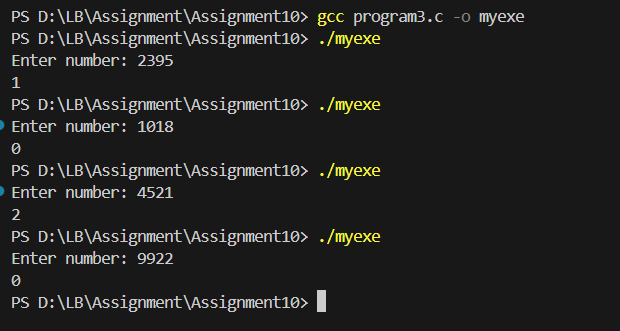 PS D:\LB\Assignment\Assignment10> gcc program3.c -o myexe
PS D:\LB\Assignment\Assignment10> ./myexe
Enter number: 2395
1
PS D:\LB\Assignment\Assignment10> ./myexe
Enter number: 1018
0
PS D:\LB\Assignment\Assignment10> ./myexe
Enter number: 4521
2
PS D:\LB\Assignment\Assignment10> ./myexe
Enter number: 9922
0
PS D:\LB\Assignment\Assignment10>